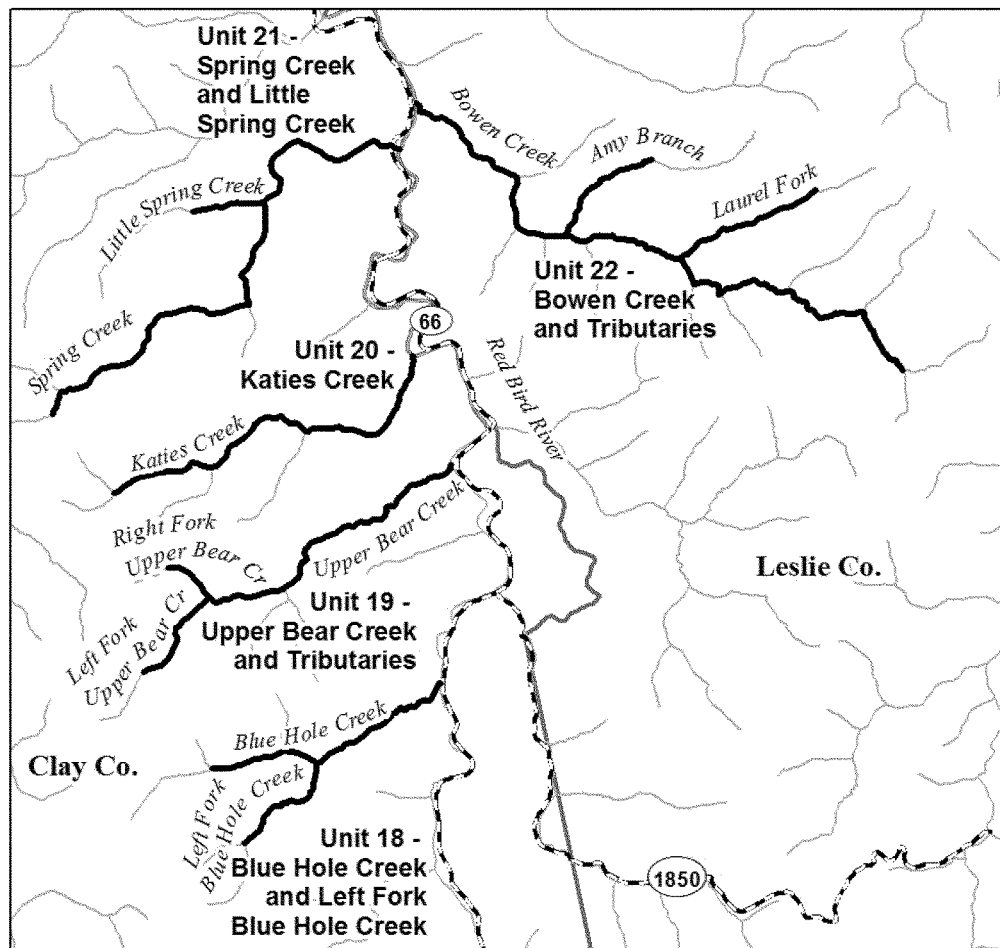 Unit 21 -
Spring Creek
and Little
Spring Creek
Bowen Creek
Amy Branch
Laurel Fork
Little Spring Creek
Unit 22 -
Bowen Creek
and Tributaries
Spring Creek
66
Unit 20 -
Katies Creek
Red Bird River
Katies Creek
Right Fork
Upper Bear Cr
Upper Bear Creek
Leslie Co.
Left Fork
Upper Bear Cr
Unit 19 -
Upper Bear Creek
and Tributaries
Blue Hole Creek
Clay Co.
Left Fork
Blue Hole Creek
Unit 18 -
Blue Hole Creek
and Left Fork
Blue Hole Creek
1850